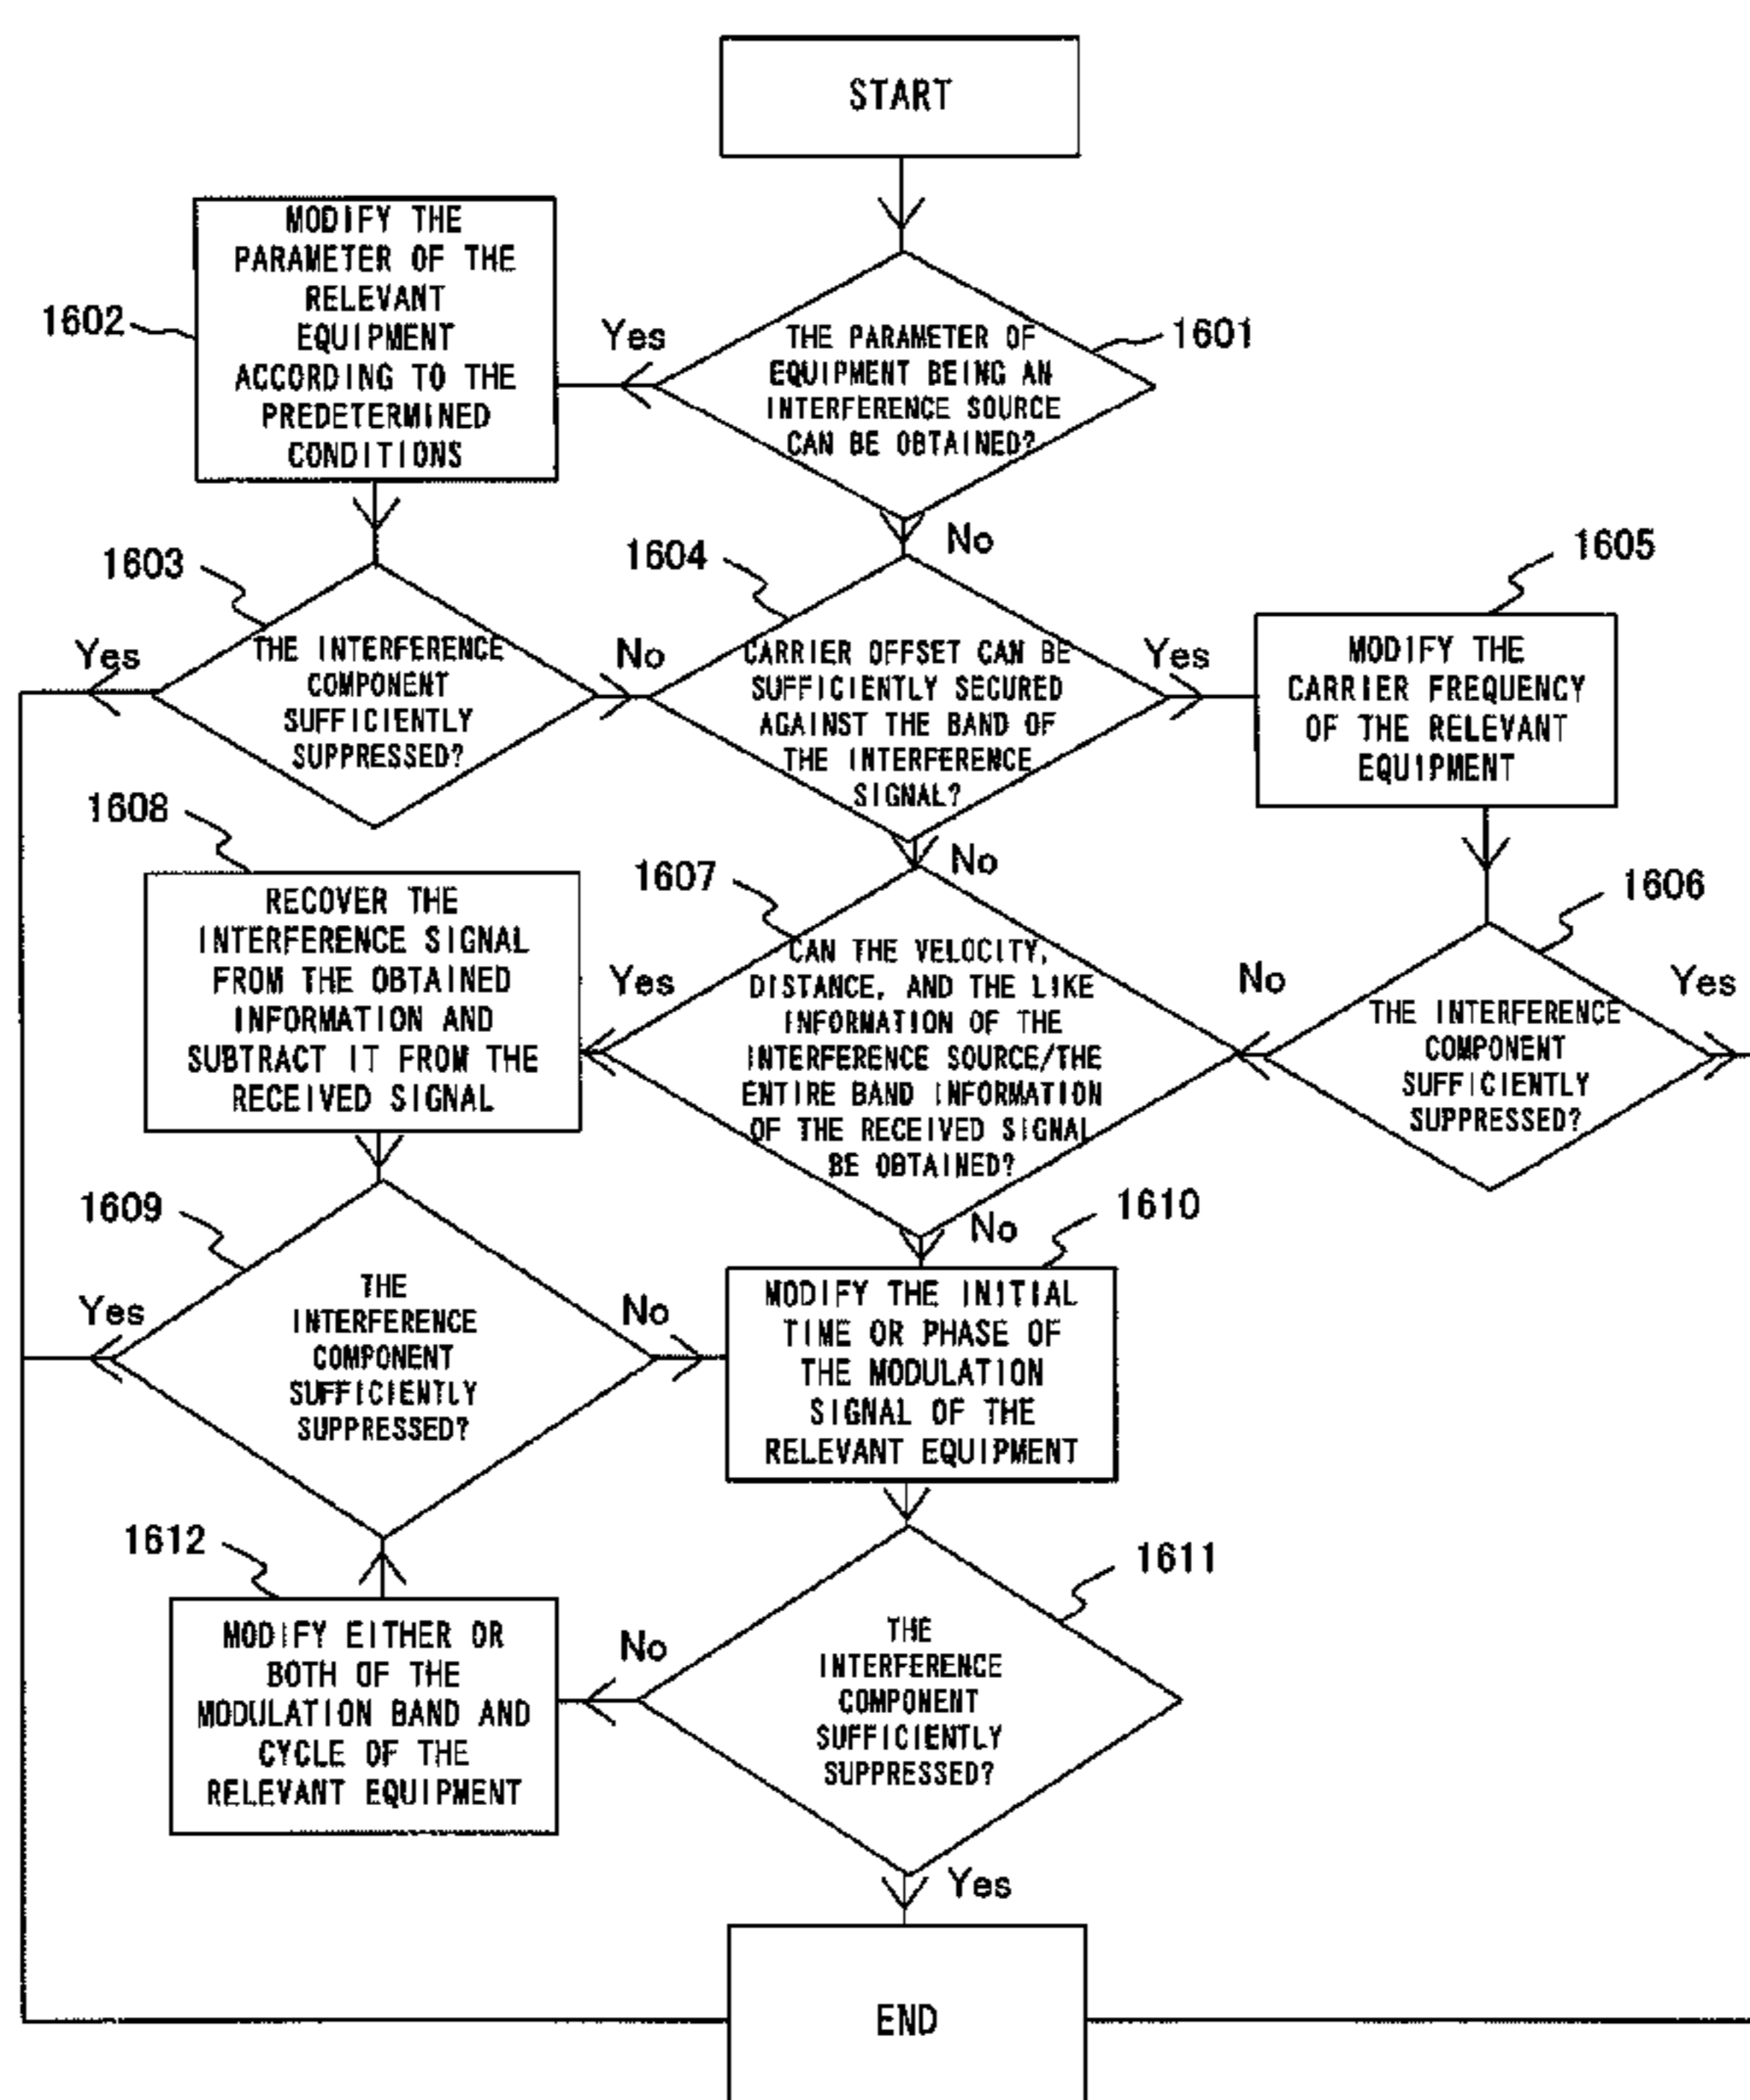 START
MODIFY THE
PARAMETER OF THE
RELEVANT
EQUIPMENT
ACCORDING TO THE
PREDETERMINED
CONDITIONS
1602
Yes
THE PARAMETER OF
EQUIPMENT BEING AN
INTERFERENCE SOURCE
CAN BE OBTAINED?
1601
No
1603
Yes
THE INTERFERENCE
COMPONENT
SUFFICIENTLY
SUPPRESSED?
No
1604
CARRIER OFFSET CAN BE
SUFFICIENTLY SECURED
AGAINST THE BAND OF
THE INTERFERENCE
SIGNAL?
Yes
1605
MODIFY THE
CARRIER FREQUENCY
OF THE RELEVANT
EQUIPMENT
No
1608
RECOVER THE
INTERFERENCE SIGNAL
FROM THE OBTAINED
INFORMATION AND
SUBTRACT IT FROM THE
RECEIVED SIGNAL
Yes
1607
CAN THE VELOCITY,
DISTANCE, AND THE LIKE
INFORMATION OF THE
INTERFERENCE SOURCE/THE
ENTIRE BAND INFORMATION
OF THE RECEIVED SIGNAL
BE OBTAINED?
No
1606
THE INTERFERENCE
COMPONENT
SUFFICIENTLY
SUPPRESSED?
Yes
No
1609
Yes
THE
INTERFERENCE
COMPONENT
SUFFICIENTLY
SUPPRESSED?
No
1610
MODIFY THE INITIAL
TIME OR PHASE OF
THE MODULATION
SIGNAL OF THE
RELEVANT EQUIPMENT
1612
MODIFY EITHER OR
BOTH OF THE
MODULATION BAND AND
CYCLE OF THE
RELEVANT EQUIPMENT
No
1611
THE
INTERFERENCE
COMPONENT
SUFFICIENTLY
SUPPRESSED?
Yes
END